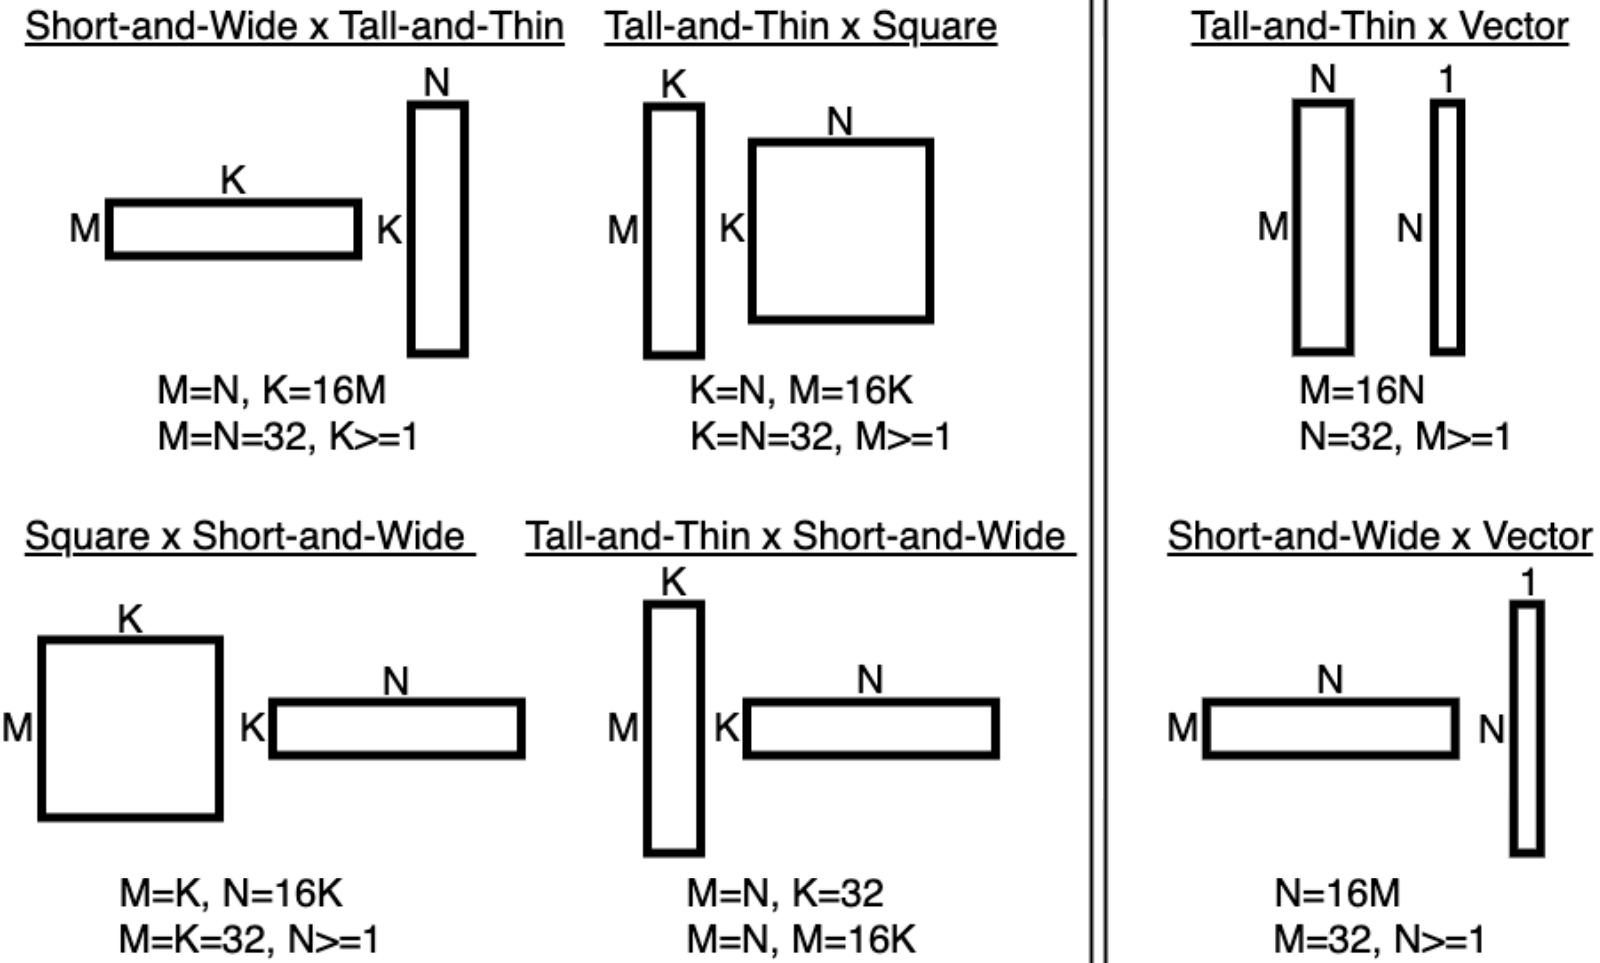 Short-and-Wide x Tall-and-Thin
N
K
M
K
M=N, K=16M
M=N=32, K>=1
Tall-and-Thin x Square
K
N
M
K
K=N, M=16K
K=N=32, M>=1
Tall-and-Thin x Vector
N
1
M
N
M=16N
N=32, M>=1
Square x Short-and-Wide
K
N
M
K
M=K, N=16K
M=K=32, N>=1
Tall-and-Thin x Short-and-Wide
K
N
M
K
M=N, K=32
M=N, M=16K
Short-and-Wide x Vector
1
N
M
N
N=16M
M=32, N>=1